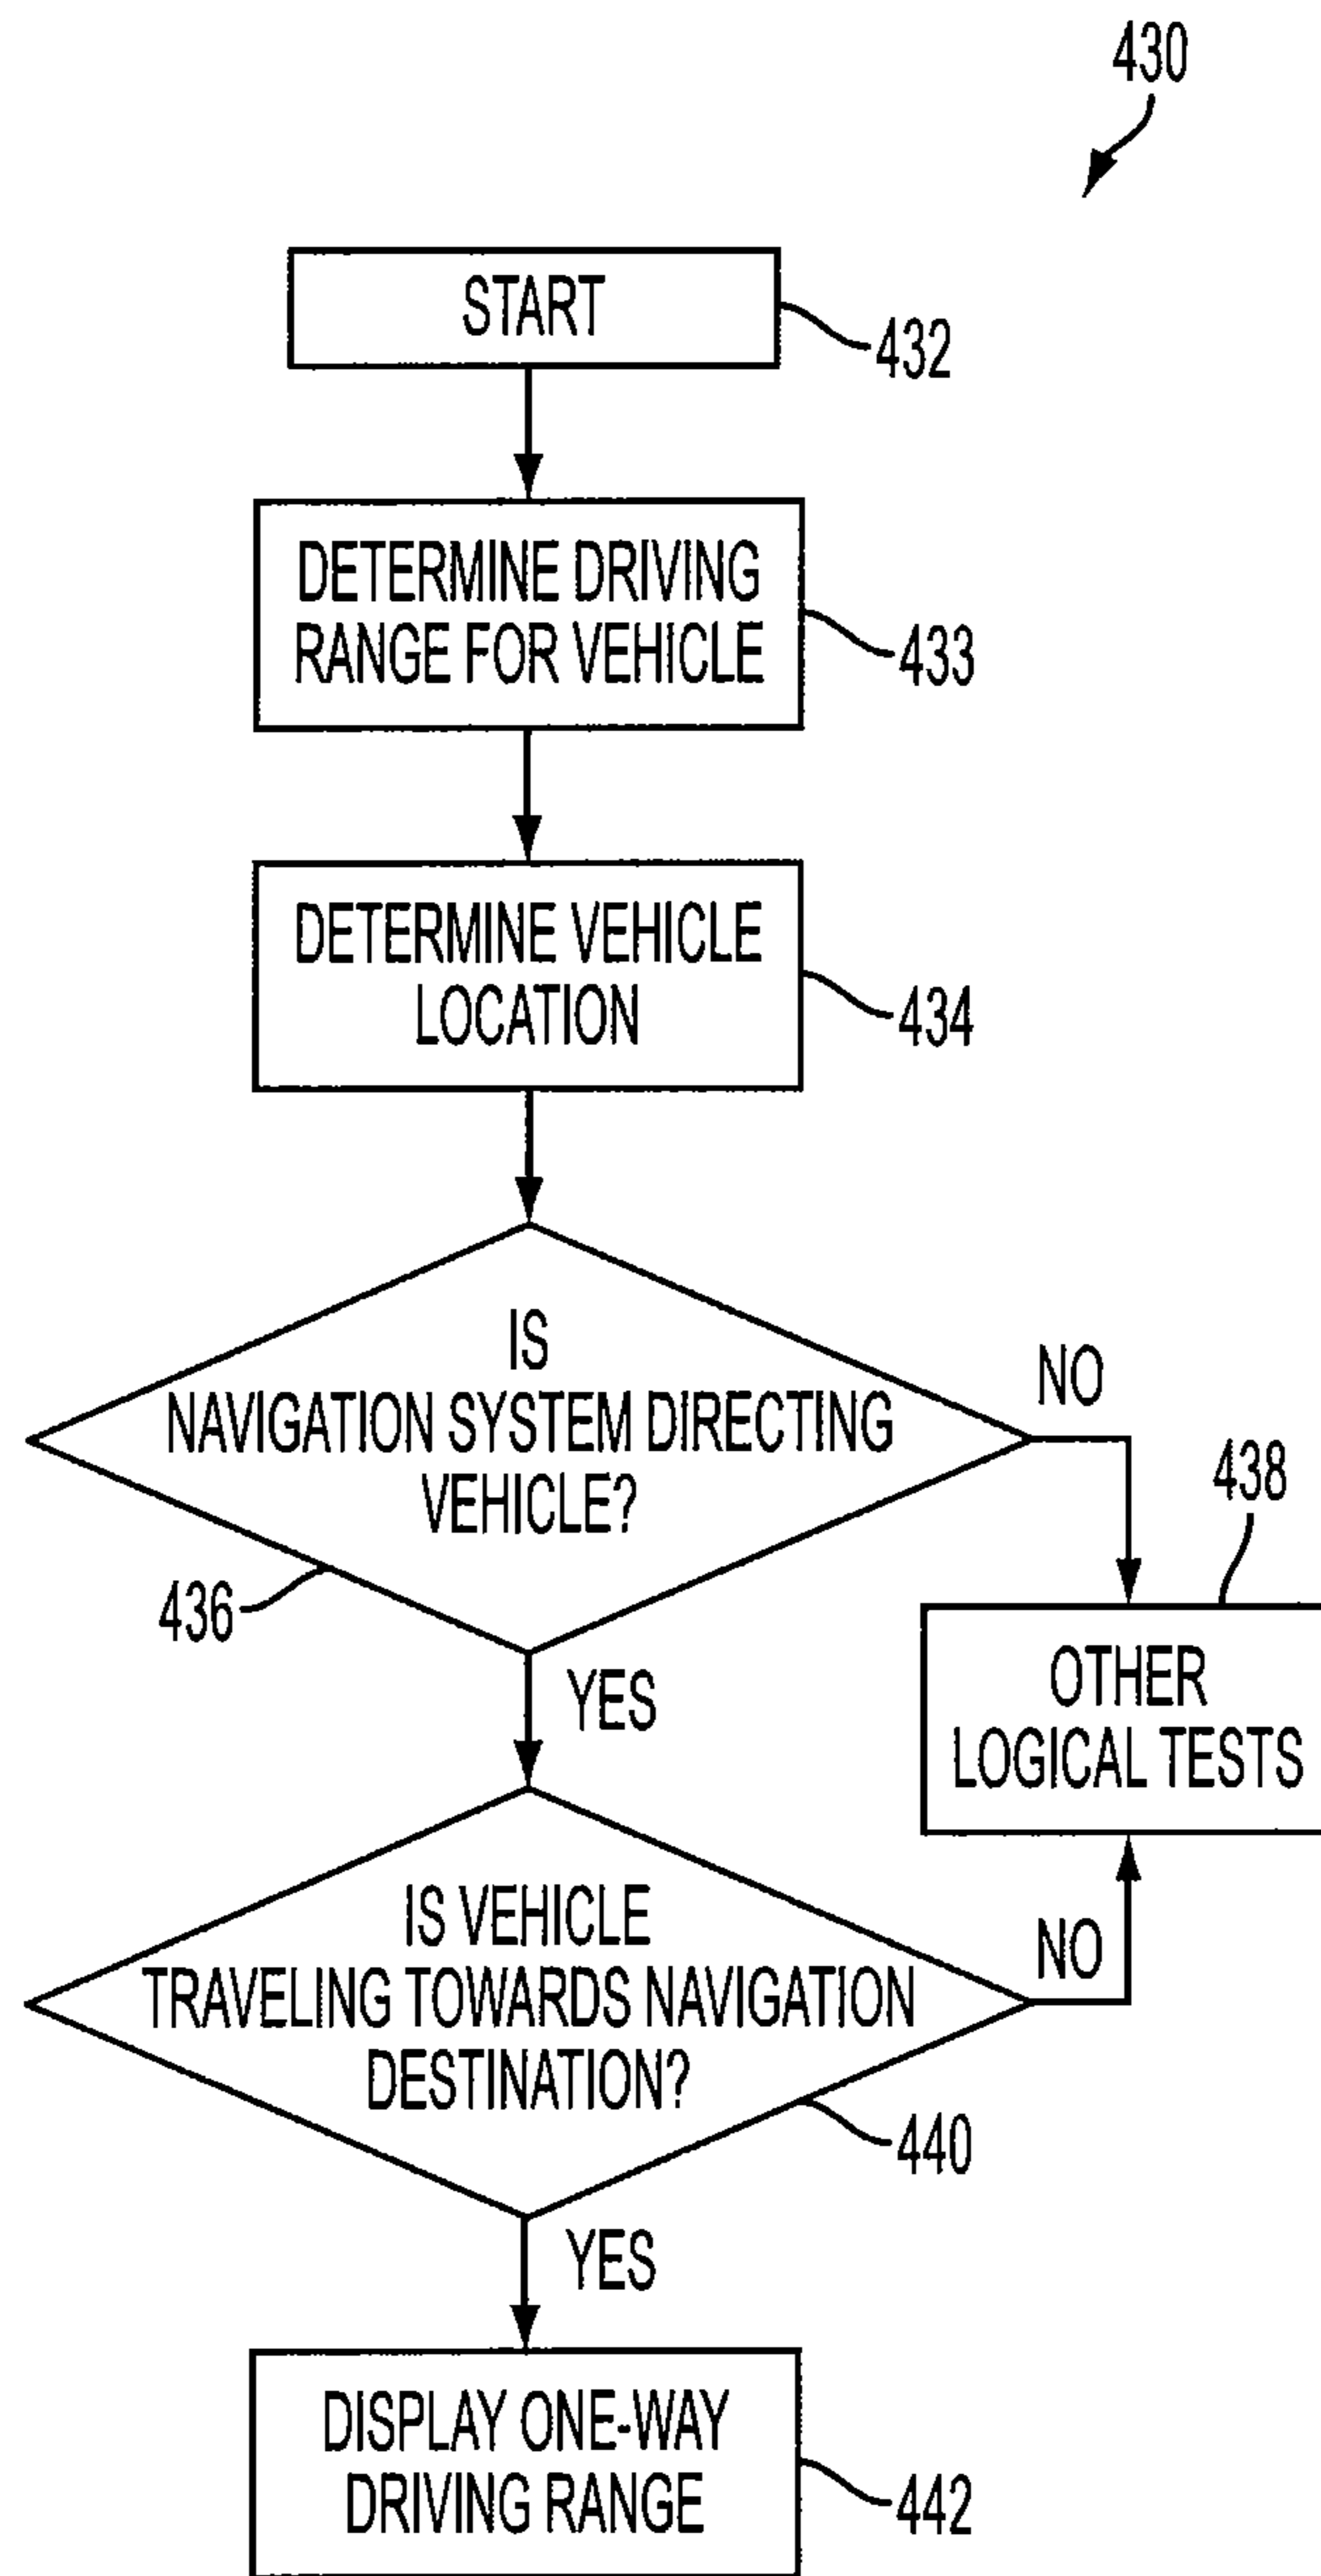 430
START
432
DETERMINE DRIVING
RANGE FOR VEHICLE
433
DETERMINE VEHICLE
LOCATION
434
IS
NAVIGATION SYSTEM DIRECTING
VEHICLE?
NO
436
438
YES
OTHER
LOGICAL TESTS
IS VEHICLE
TRAVELING TOWARDS NAVIGATION
DESTINATION?
NO
440
YES
DISPLAY ONE-WAY
DRIVING RANGE
442